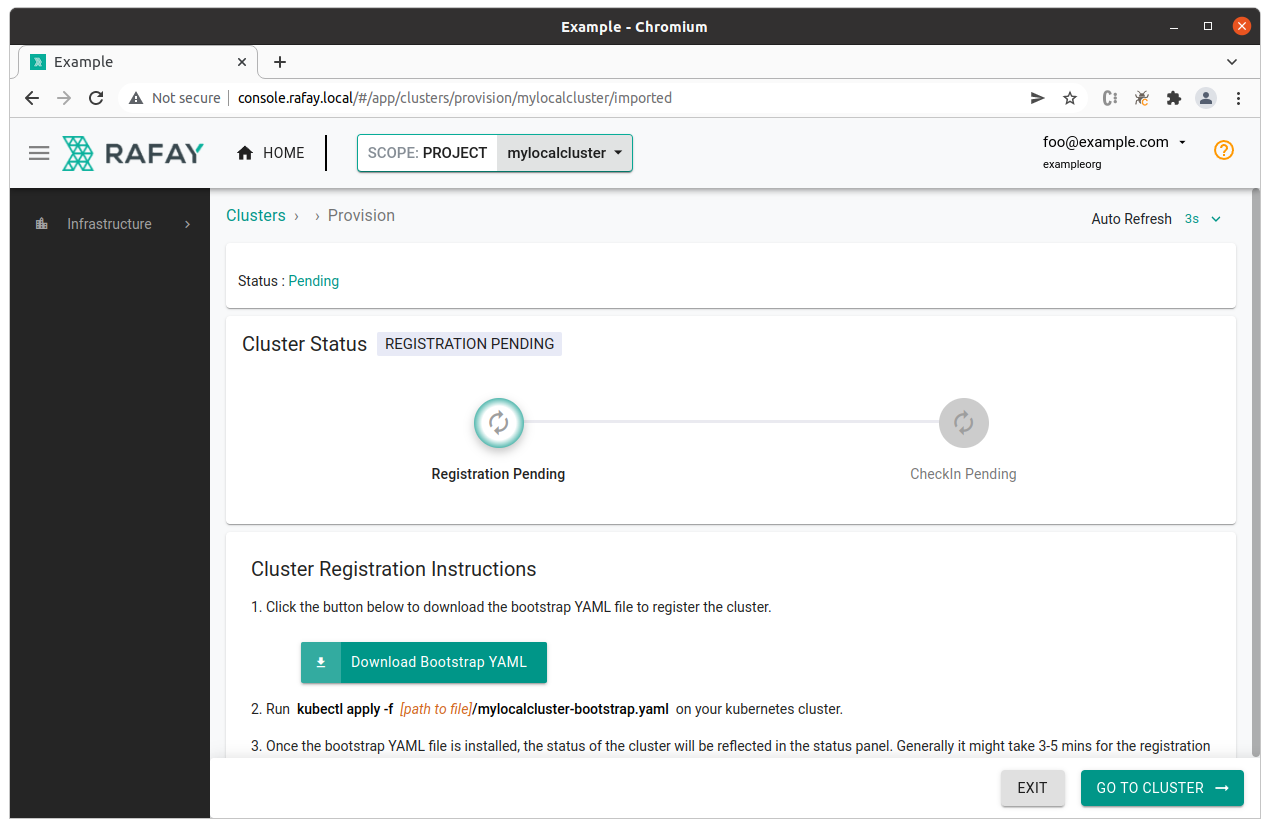 Example - Chromium
Example
Not secure console.rafay.local/#/app/clusters/provision/mylocalcluster/imported
RAFAY HOME SCOPE: PROJECT mylocalcluster foo@example.com
exampleorg
Infrastructure
Clusters › › Provision
Auto Refresh 3s
Status : Pending
Cluster Status REGISTRATION PENDING
Registration Pending CheckIn Pending
Cluster Registration Instructions
1. Click the button below to download the bootstrap YAML file to register the cluster.
Download Bootstrap YAML
2. Run kubectl apply -f [path to file]/mylocalcluster-bootstrap.yaml on your kubernetes cluster.
3. Once the bootstrap YAML file is installed, the status of the cluster will be reflected in the status panel. Generally it might take 3-5 mins for the registration
EXIT GO TO CLUSTER →